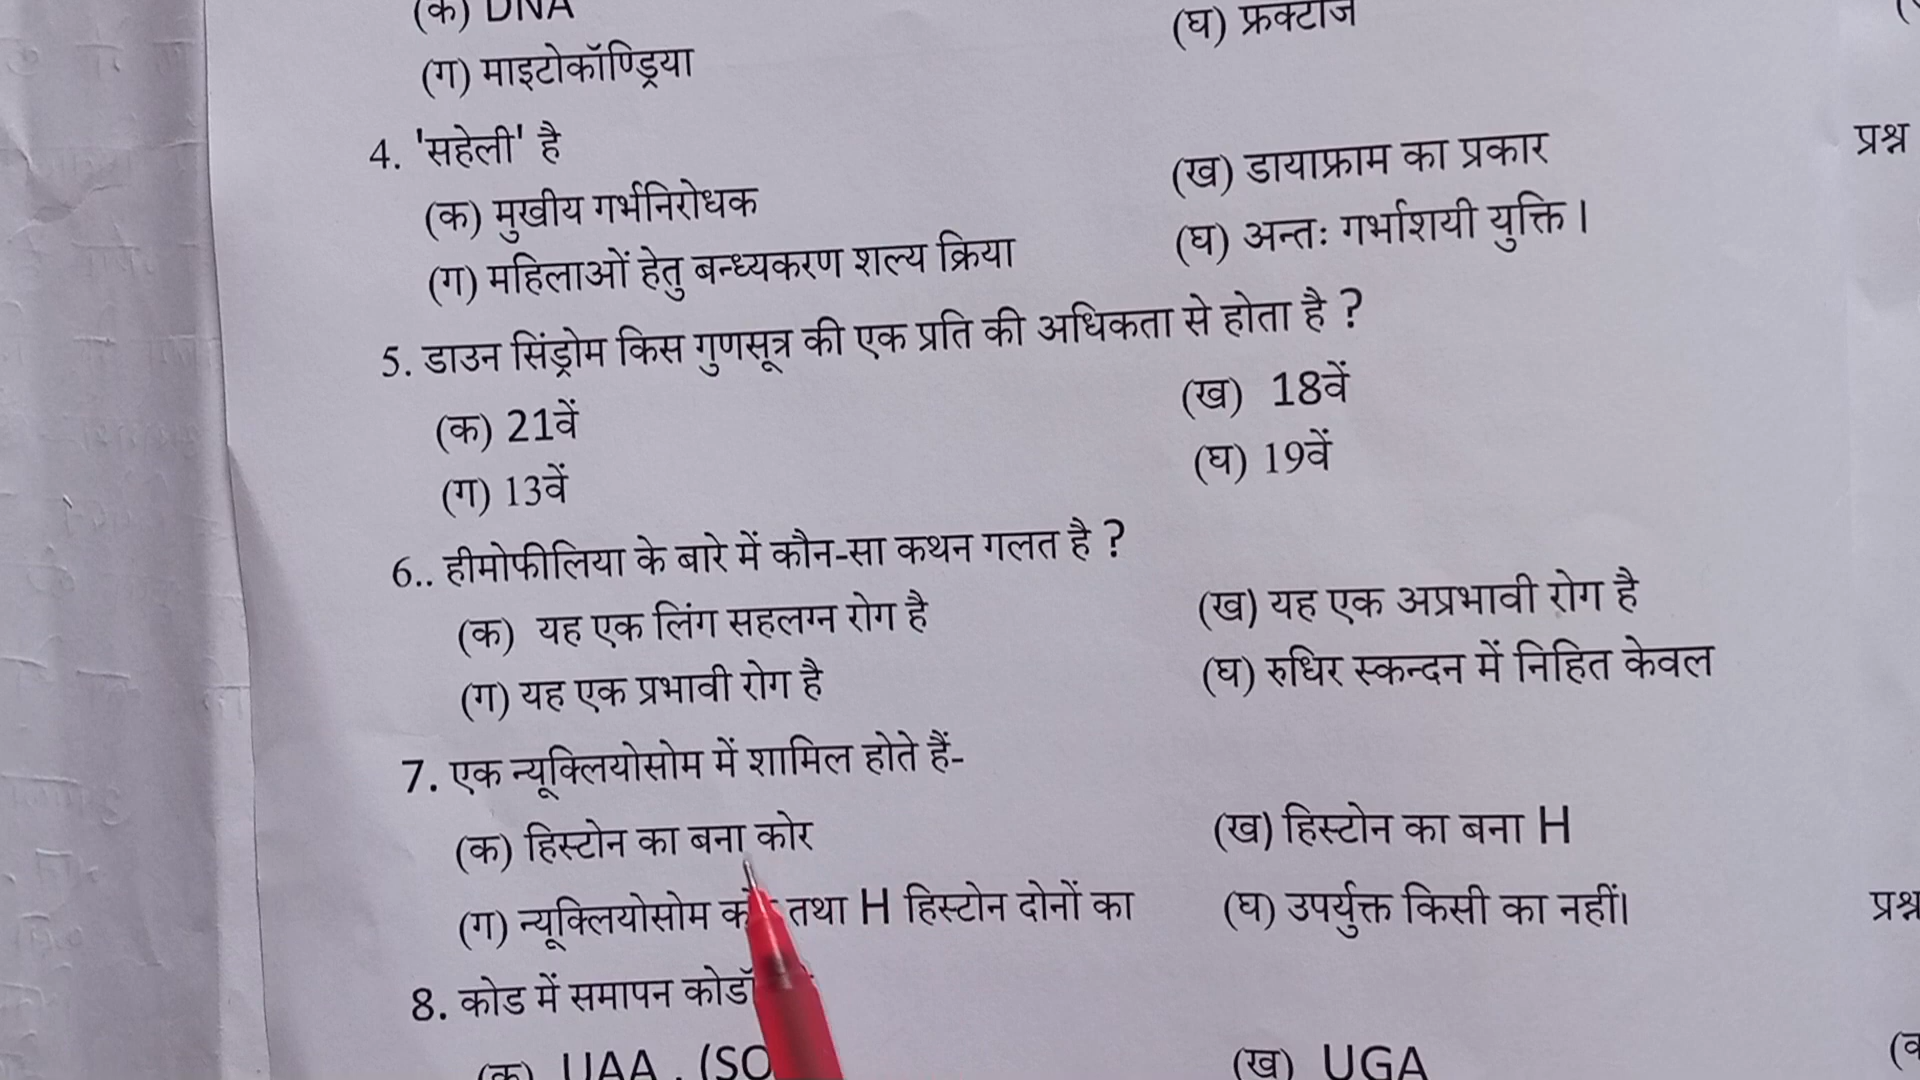 (क) DNA (घ) फ्रक्टोज
(ग) माइटोकॉण्ड्रिया
4. 'सहेली' है
(क) मुखीय गर्भनिरोधक (ख) डायाफ्राम का प्रकार
(ग) महिलाओं हेतु बन्ध्यकरण शल्य क्रिया (घ) अन्तः गर्भाशयी युक्ति।
5. डाउन सिंड्रोम किस गुणसूत्र की एक प्रति की अधिकता से होता है ?
(क) 21वें (ख) 18वें
(ग) 13वें (घ) 19वें
6.. हीमोफीलिया के बारे में कौन-सा कथन गलत है ?
(क) यह एक लिंग सहलग्न रोग है (ख) यह एक अप्रभावी रोग है
(ग) यह एक प्रभावी रोग है (घ) रुधिर स्कन्दन में निहित केवल
7. एक न्यूक्लियोसोम में शामिल होते हैं-
(क) हिस्टोन का बना कोर (ख) हिस्टोन का बना H
(ग) न्यूक्लियोसोम तथा H हिस्टोन दोनों का (घ) उपर्युक्त किसी का नहीं।
8. कोड में समापन
(क) UAA . (ख) UGA
प्रश्न
प्रश्न